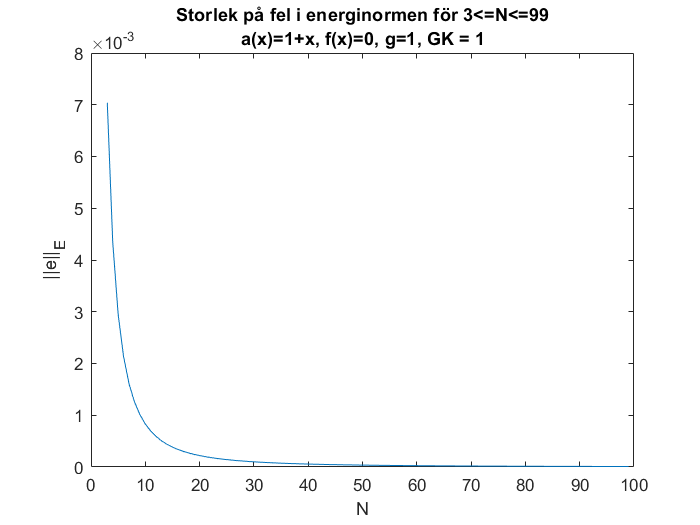 Storlek på fel i energinormen för 3<=N<=99
a(x)=1+x, f(x)=0, g=1, GK = 1
×10⁻³
8
7
6
5
4
3
2
1
0
||e||_E
0 10 20 30 40 50 60 70 80 90 100
N